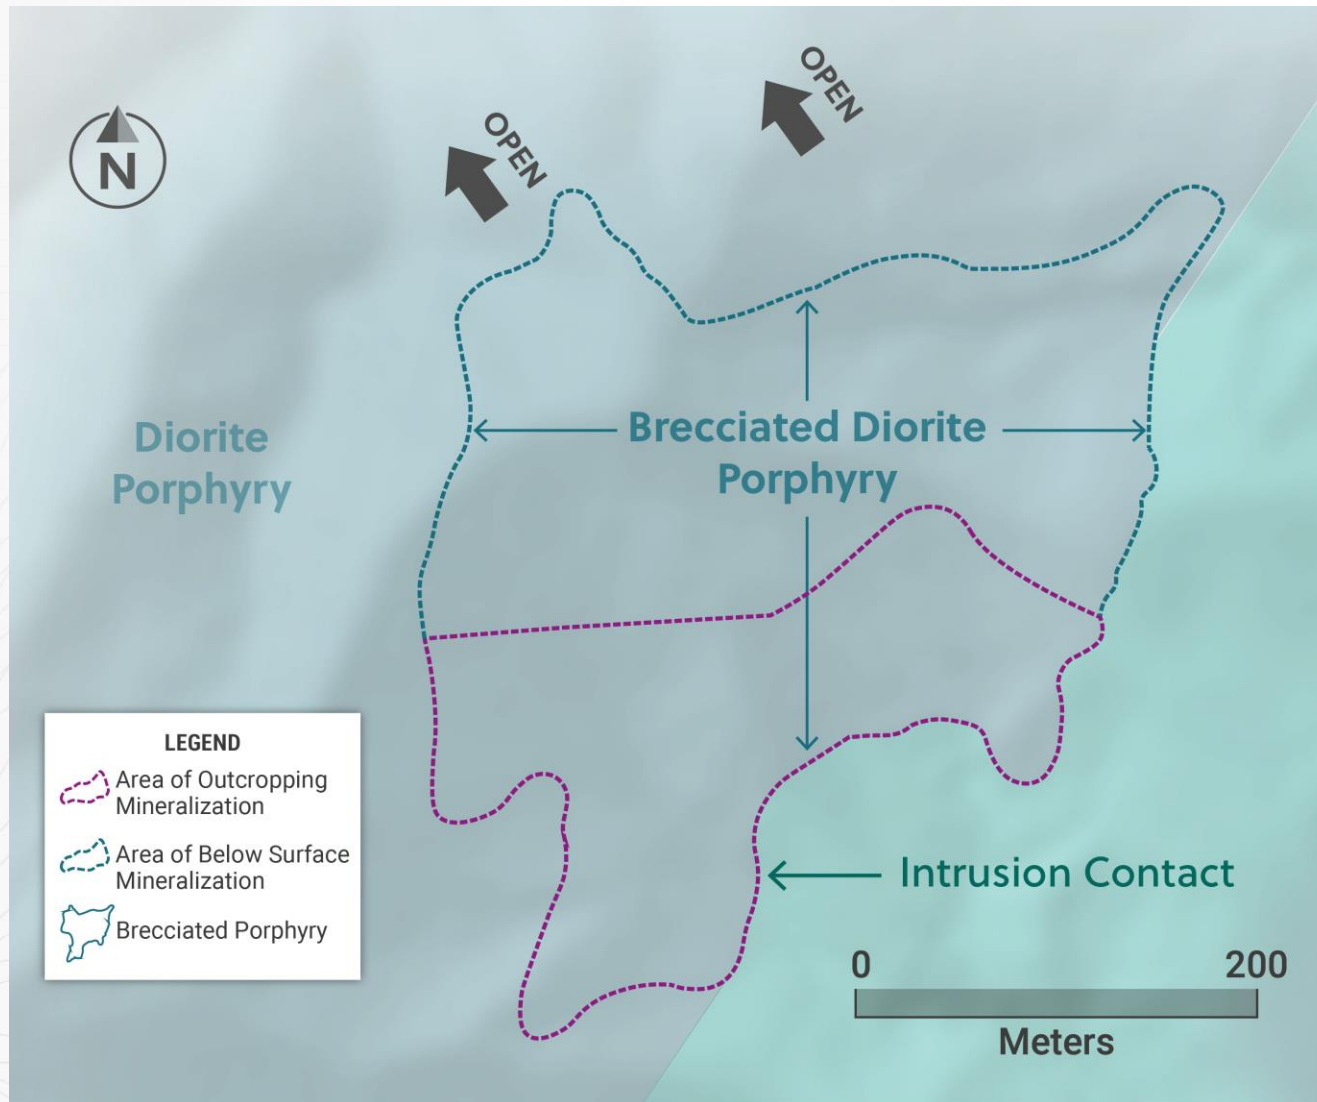 OPEN
OPEN
N
Diorite
Porphyry
Brecciated Diorite
Porphyry
LEGEND
Area of Outcropping
Mineralization
Area of Below Surface
Mineralization
Brecciated Porphyry
Intrusion Contact
0 200
Meters